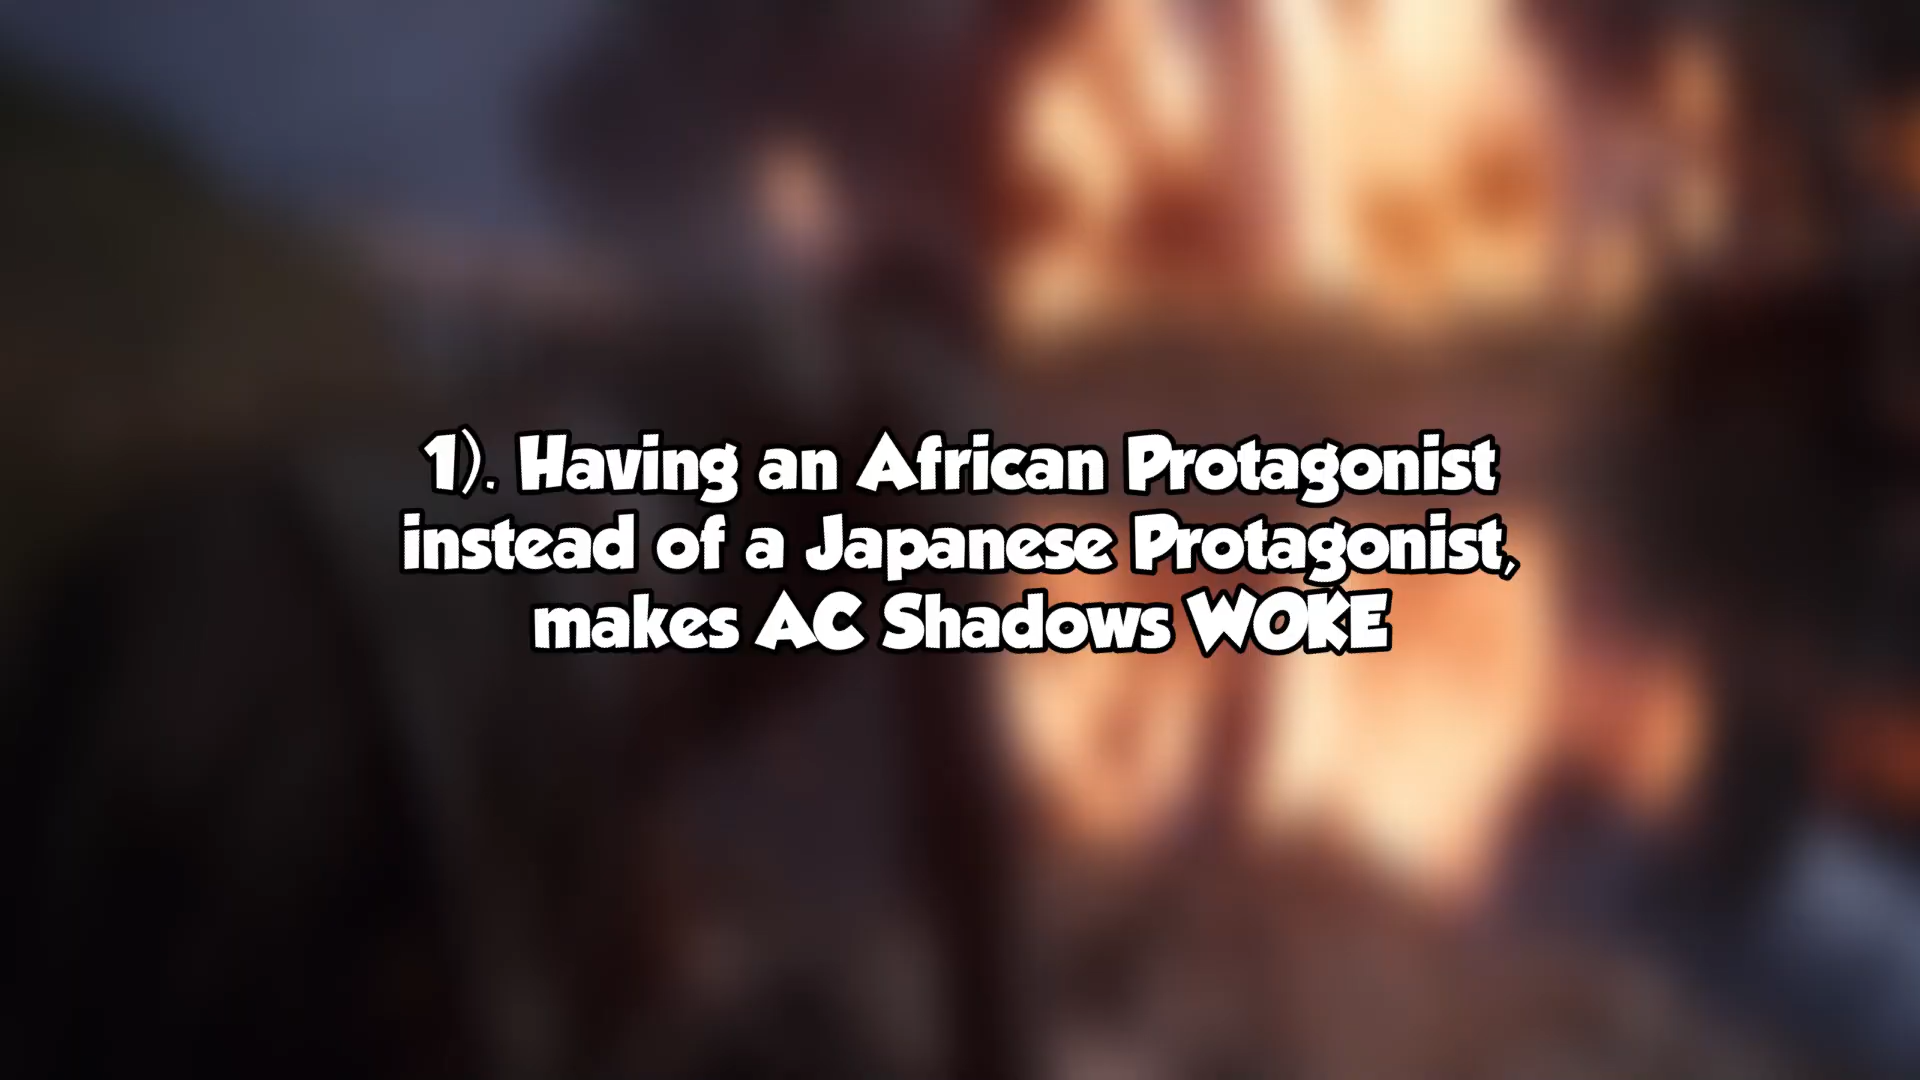 1). Having an African Protagonist
instead of a Japanese Protagonist,
makes AC Shadows WOKE